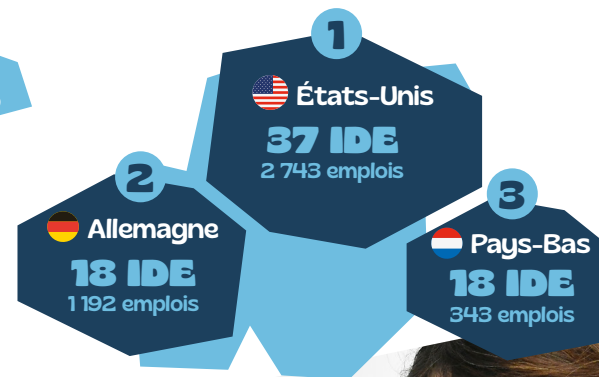 1
États-Unis
37 IDE
2 743 emplois
2
Allemagne
18 IDE
1 192 emplois
3
Pays-Bas
18 IDE
343 emplois